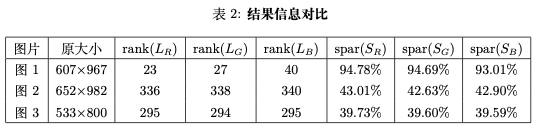 表 2: 结果信息对比
图片 原大小 rank(L_R) rank(L_G) rank(L_B) spar(S_R) spar(S_G) spar(S_B)
图 1 607×967 23 27 40 94.78% 94.69% 93.01%
图 2 652×982 336 338 340 43.01% 42.63% 42.90%
图 3 533×800 295 294 295 39.73% 39.60% 39.59%